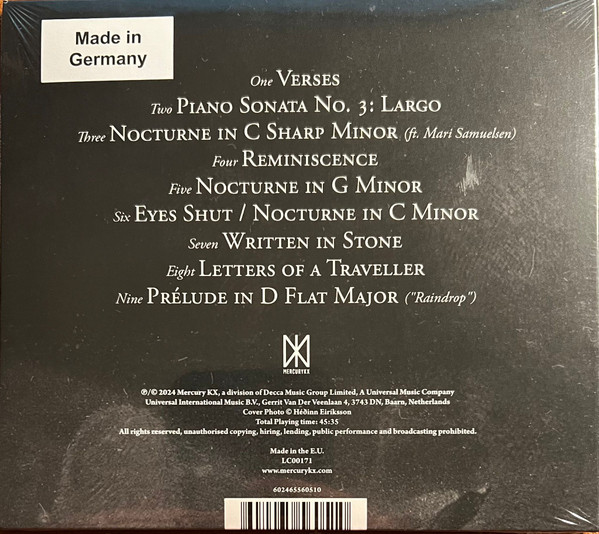 Made in
Germany
One VERSES
Two PIANO SONATA NO. 3: LARGO
Three NOCTURNE IN C SHARP MINOR (ft. Mari Samuelsen)
Four REMINISCENCE
Five NOCTURNE IN G MINOR
Six EYES SHUT / NOCTURNE IN C MINOR
Seven WRITTEN IN STONE
Eight LETTERS OF A TRAVELLER
Nine PRÉLUDE IN D FLAT MAJOR ("Raindrop")
MERCURYKX
℗/© 2024 Mercury KX, a division of Decca Music Group Limited, A Universal Music Company
Universal International Music B.V., Gerrit Van Der Veenlaan 4, 3743 DN, Baarn, Netherlands
Cover Photo © Héðinn Eiríksson
Total Playing time: 45:35
All rights reserved, unauthorised copying, hiring, lending, public performance and broadcasting prohibited.
Made in the E.U.
LC00171
www.mercurykx.com
602465560510